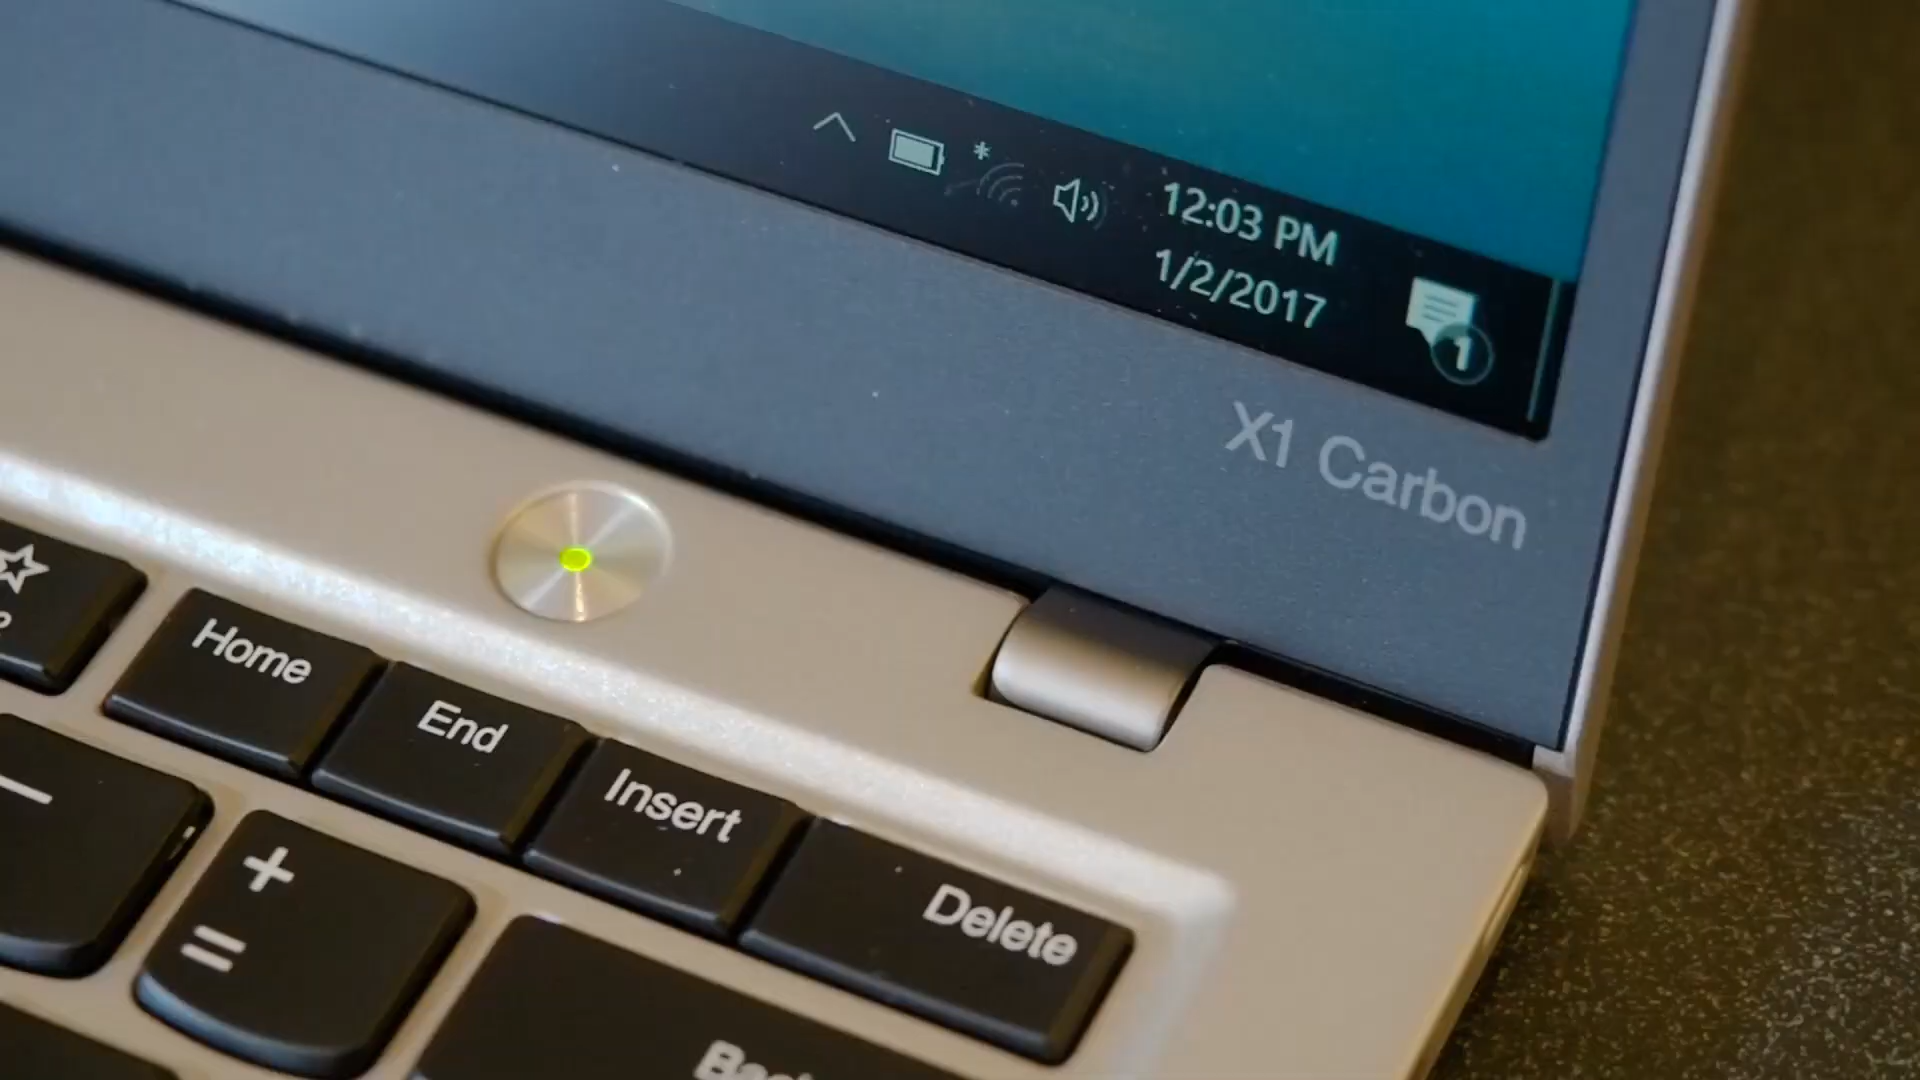 12:03 PM
1/2/2017
1
X1 Carbon
Home
End
Insert
Delete
+
=